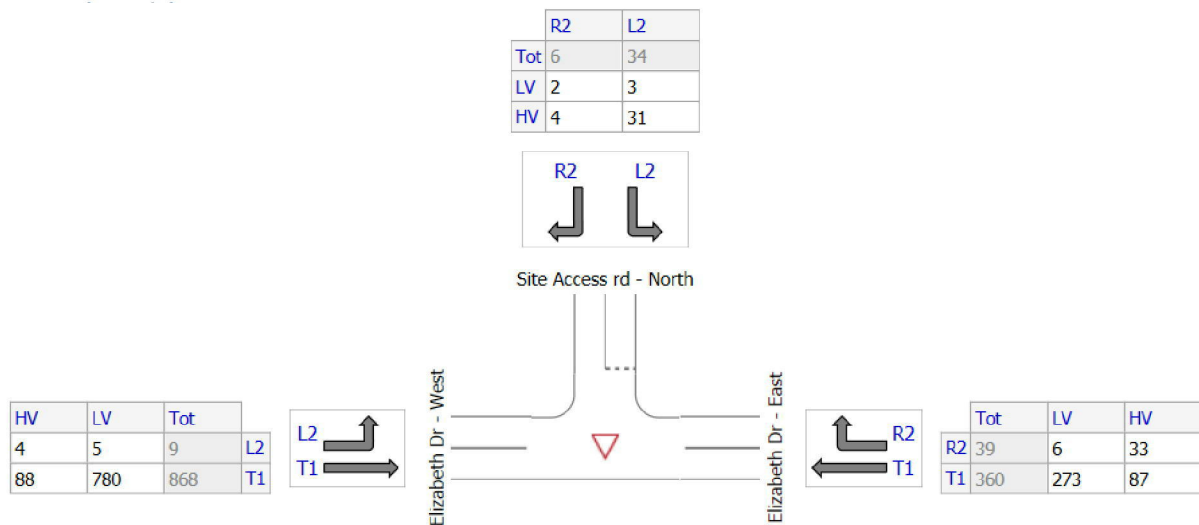 R2 L2
Tot 6 34
LV 2 3
HV 4 31
R2 L2
Site Access rd - North
HV LV Tot
4 5 9 L2
88 780 868 T1
L2
T1
Elizabeth Dr - West
Elizabeth Dr - East
R2
T1
Tot LV HV
R2 39 6 33
T1 360 273 87